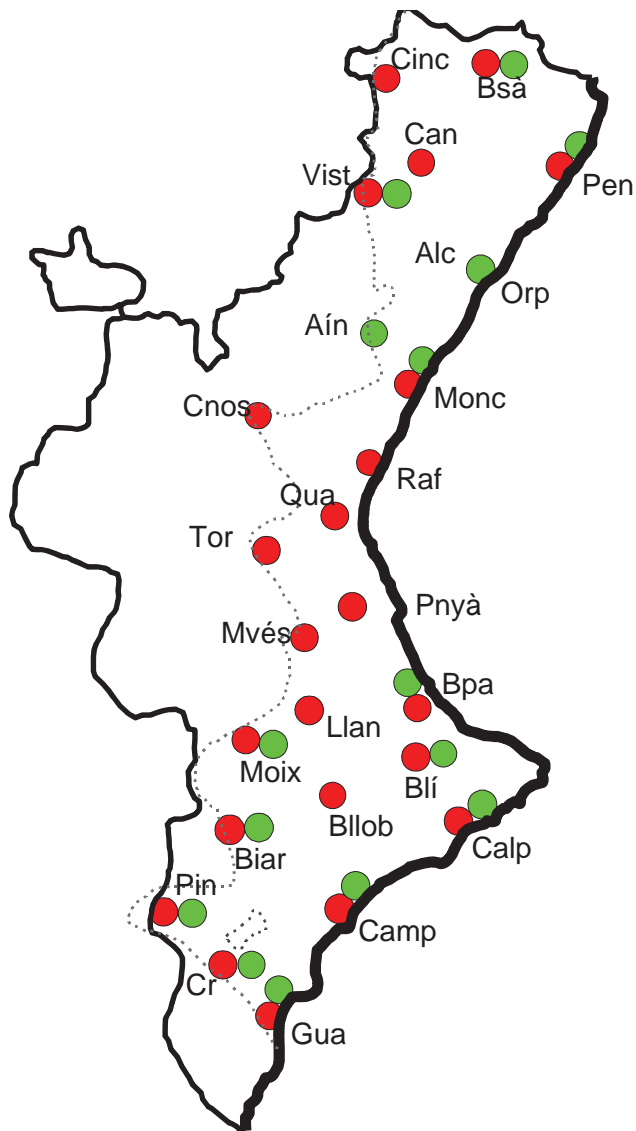 Cinc
Bsà
Can
Vist
Pen
Alc
Orp
Aín
Monc
Cnos
Raf
Qua
Tor
Pnyà
Mvés
Bpa
Llan
Moix
Blí
Bllob
Calp
Biar
Pin
Camp
Cr
Gua